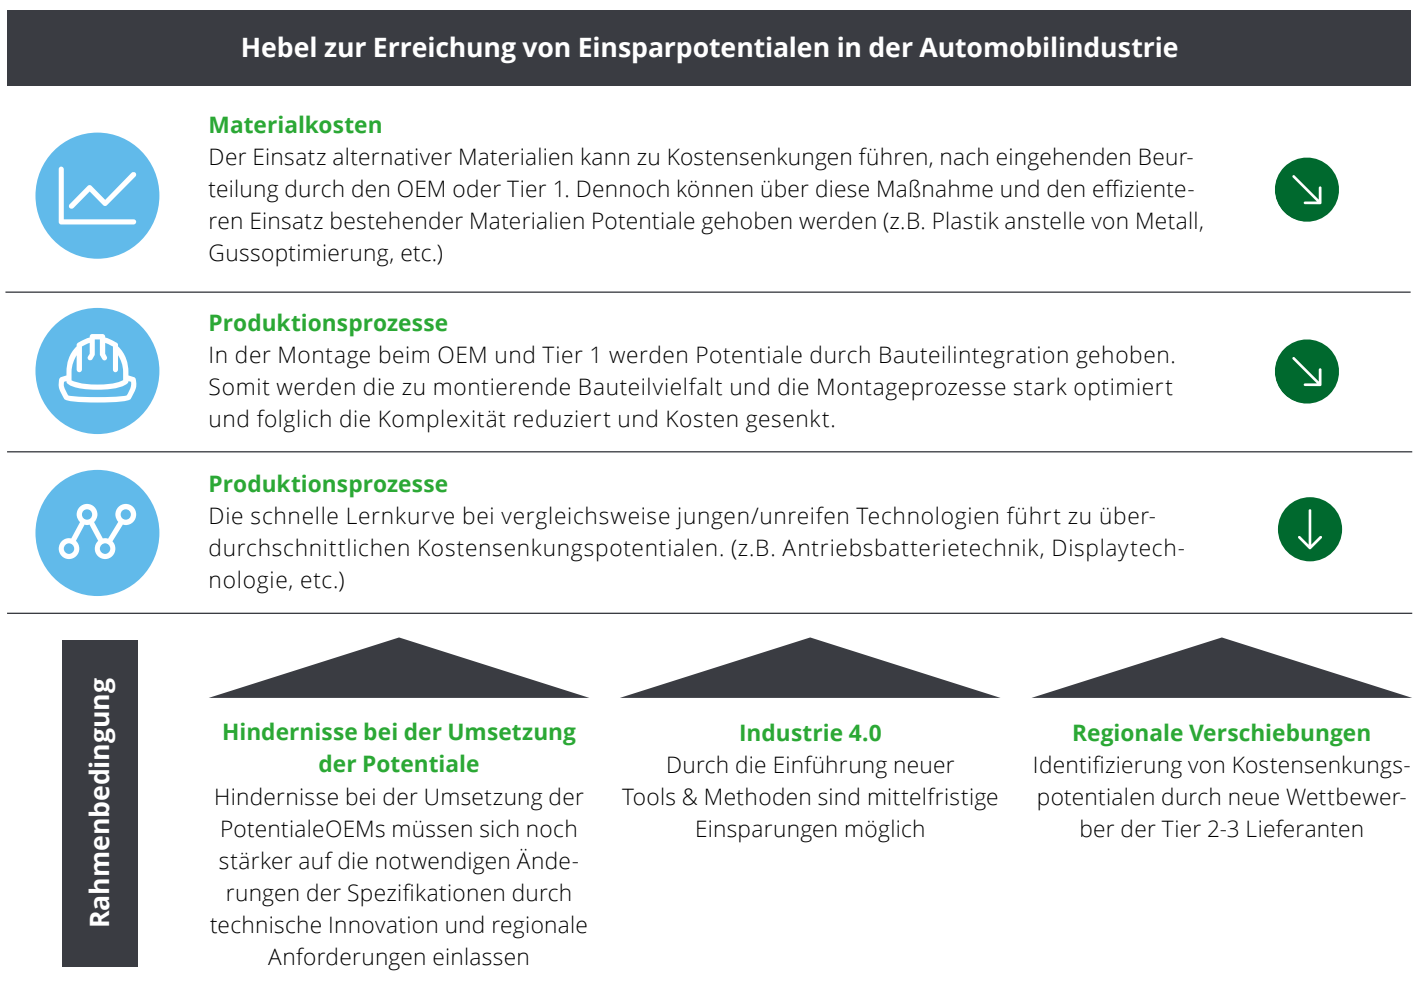 Hebel zur Erreichung von Einsparpotentialen in der Automobilindustrie
Materialkosten
Der Einsatz alternativer Materialien kann zu Kostensenkungen führen, nach eingehenden Beur-
teilung durch den OEM oder Tier 1. Dennoch können über diese Maßnahme und den effiziente-
ren Einsatz bestehender Materialien Potentiale gehoben werden (z.B. Plastik anstelle von Metall,
Gussoptimierung, etc.)
Produktionsprozesse
In der Montage beim OEM und Tier 1 werden Potentiale durch Bauteilintegration gehoben.
Somit werden die zu montierende Bauteilvielfalt und die Montageprozesse stark optimiert
und folglich die Komplexität reduziert und Kosten gesenkt.
Produktionsprozesse
Die schnelle Lernkurve bei vergleichsweise jungen/unreifen Technologien führt zu über-
durchschnittlichen Kostensenkungspotentialen. (z.B. Antriebsbatterietechnik, Displaytech-
nologie, etc.)
Rahmenbedingung
Hindernisse bei der Umsetzung
der Potentiale
Hindernisse bei der Umsetzung der
PotentialeOEMs müssen sich noch
stärker auf die notwendigen Ände-
rungen der Spezifikationen durch
technische Innovation und regionale
Anforderungen einlassen
Industrie 4.0
Durch die Einführung neuer
Tools & Methoden sind mittelfristige
Einsparungen möglich
Regionale Verschiebungen
Identifizierung von Kostensenkungs-
potentialen durch neue Wettbewer-
ber der Tier 2-3 Lieferanten